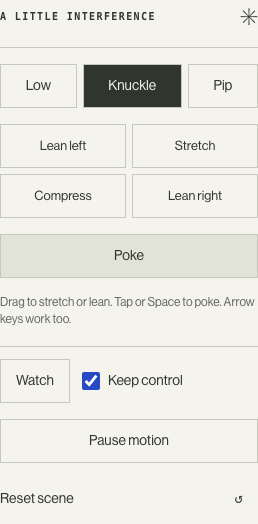 A LITTLE INTERFERENCE
Low Knuckle Pip
Lean left Stretch
Compress Lean right
Poke
Drag to stretch or lean. Tap or Space to poke. Arrow
keys work too.
Watch Keep control
Pause motion
Reset scene ↺